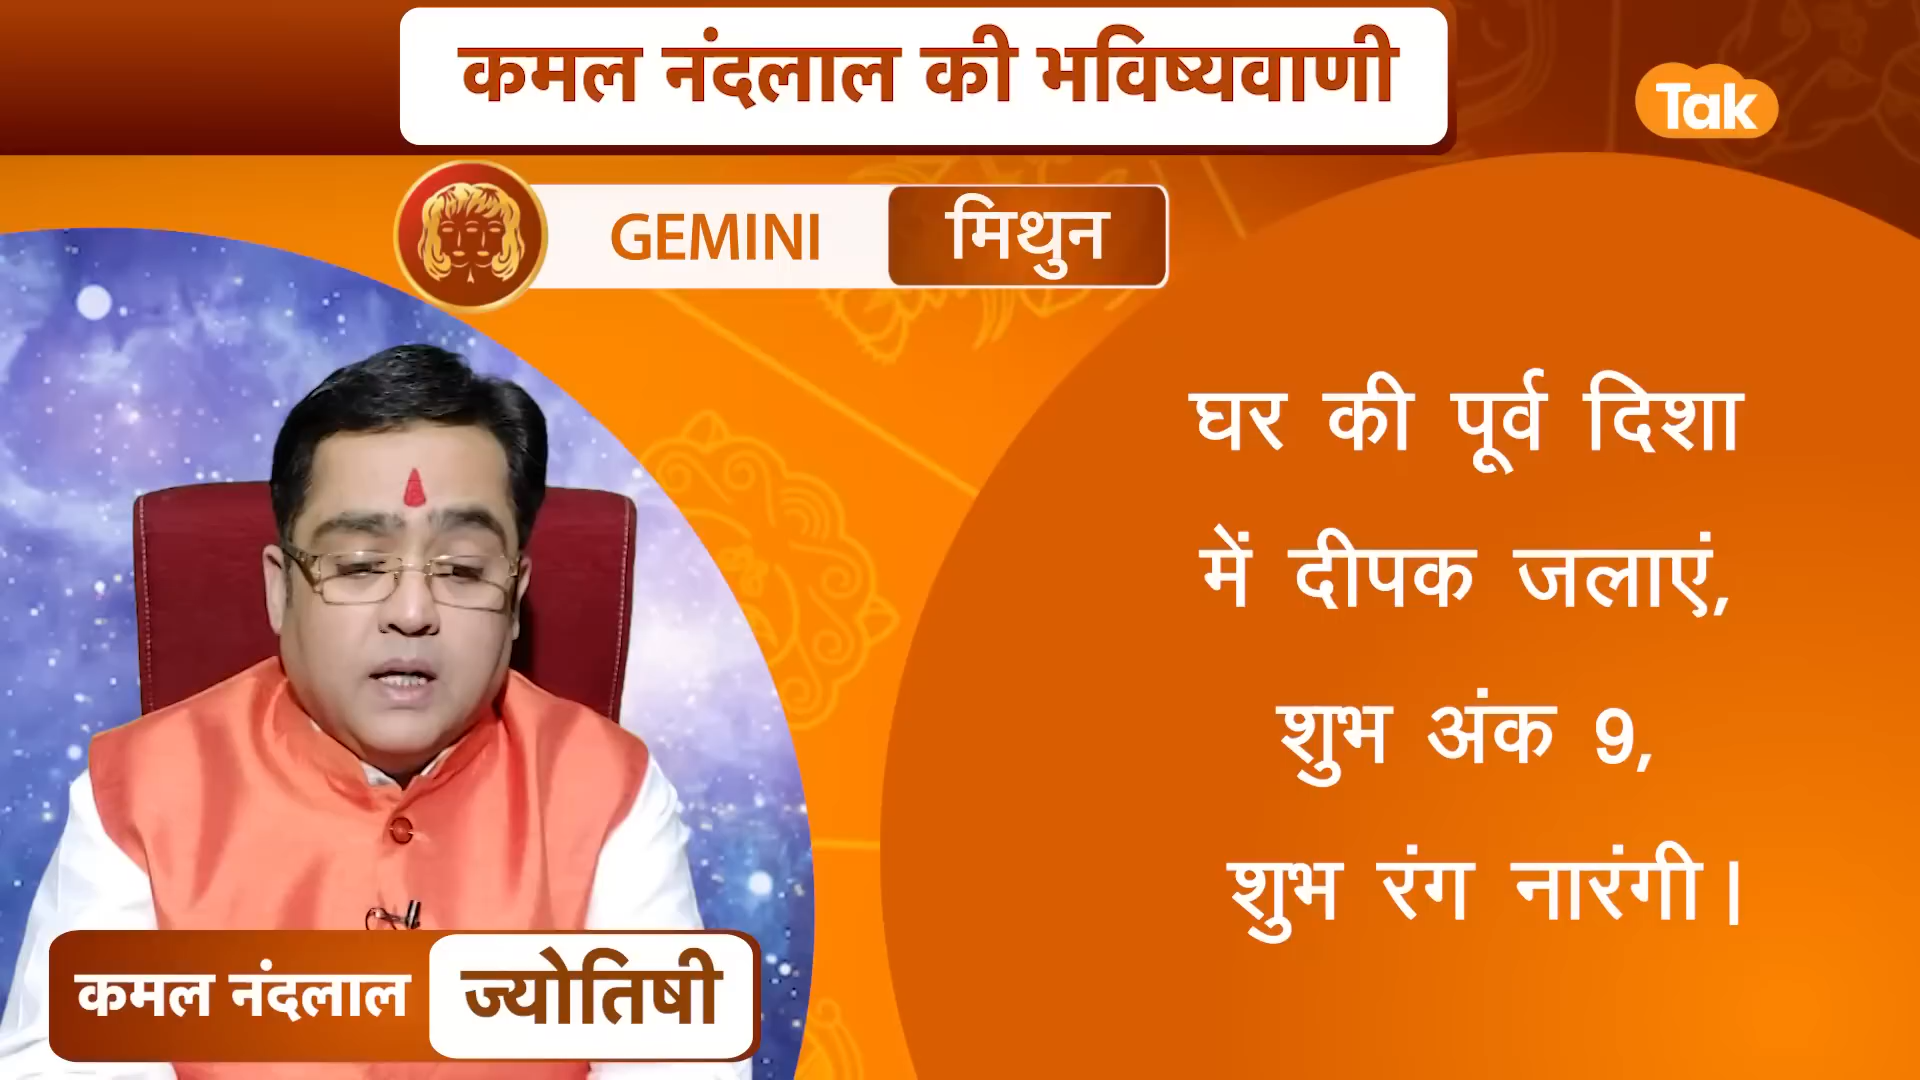 कमल नंदलाल की भविष्यवाणी
Tak
GEMINI मिथुन
घर की पूर्व दिशा
में दीपक जलाएं,
शुभ अंक 9,
शुभ रंग नारंगी।
कमल नंदलाल ज्योतिषी